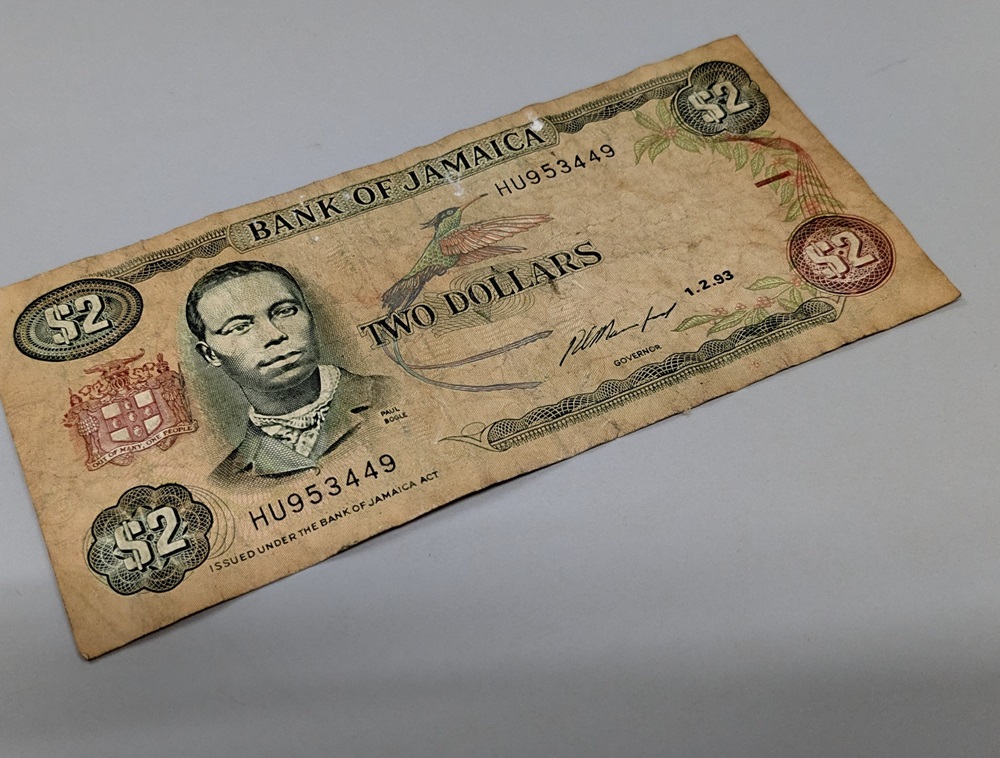 BANK OF JAMAICA
$2
HU953449
$2
TWO DOLLARS
$2
1.2.93
GOVERNOR
PAUL
BOGLE
OUT OF MANY, ONE PEOPLE
HU953449
$2
ISSUED UNDER THE BANK OF JAMAICA ACT